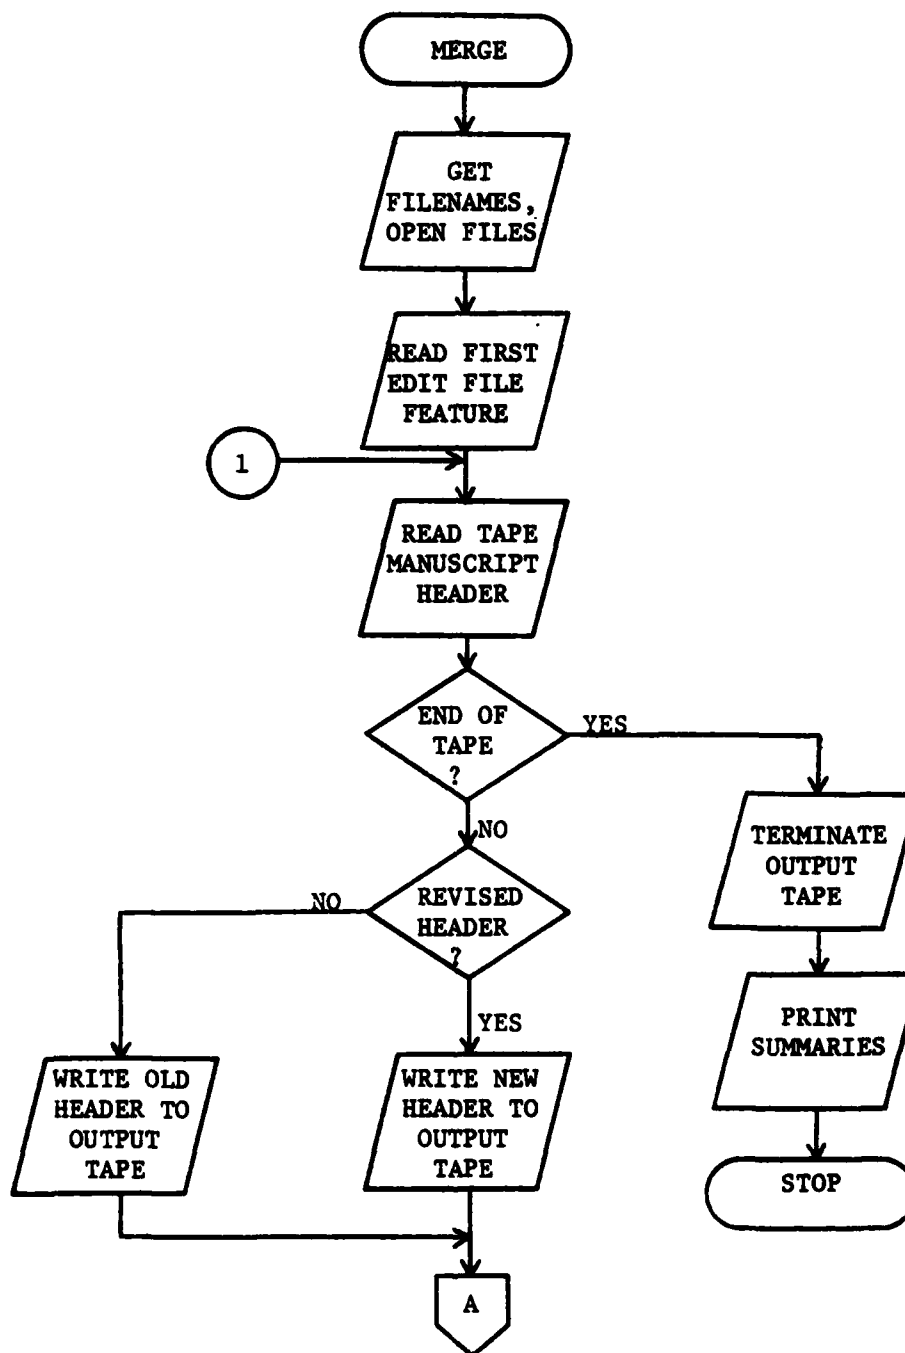 MERGE
GET
FILENAMES,
OPEN FILES
READ FIRST
EDIT FILE
FEATURE
1
READ TAPE
MANUSCRIPT
HEADER
END OF
TAPE
?
YES
NO
TERMINATE
OUTPUT
TAPE
REVISED
HEADER
?
NO
YES
PRINT
SUMMARIES
WRITE OLD
HEADER TO
OUTPUT
TAPE
WRITE NEW
HEADER TO
OUTPUT
TAPE
STOP
A